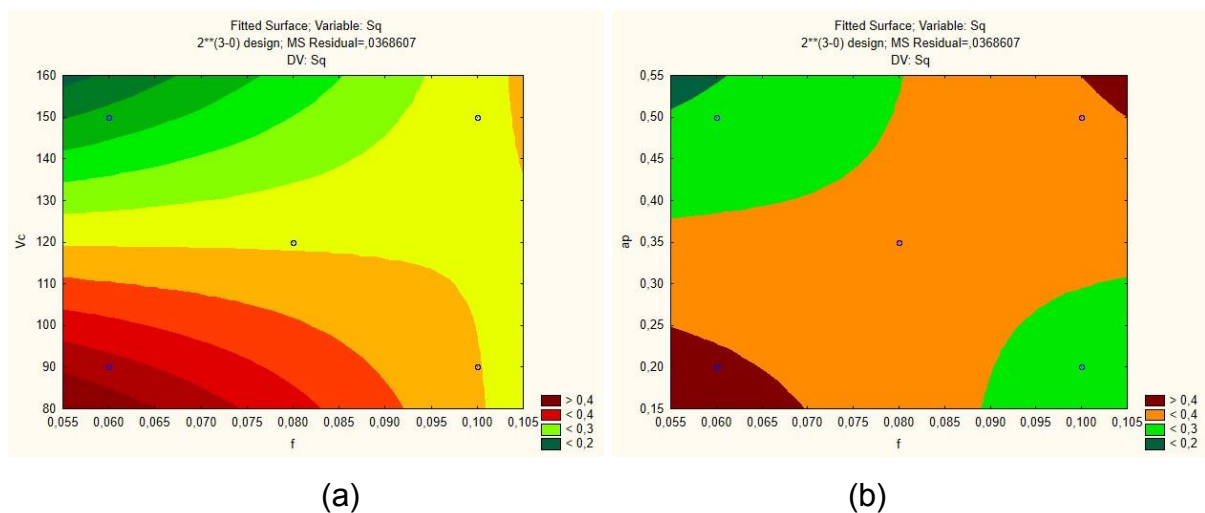 Fitted Surface; Variable: Sq
2**(3-0) design; MS Residual=,0368607
DV: Sq
160
150
140
130
120
110
100
90
80
Vc
0,055 0,060 0,065 0,070 0,075 0,080 0,085 0,090 0,095 0,100 0,105
f
> 0,4
< 0,4
< 0,3
< 0,2
(a)
Fitted Surface; Variable: Sq
2**(3-0) design; MS Residual=,0368607
DV: Sq
0,55
0,50
0,45
0,40
0,35
0,30
0,25
0,20
0,15
ap
0,055 0,060 0,065 0,070 0,075 0,080 0,085 0,090 0,095 0,100 0,105
f
> 0,4
< 0,4
< 0,3
< 0,2
(b)